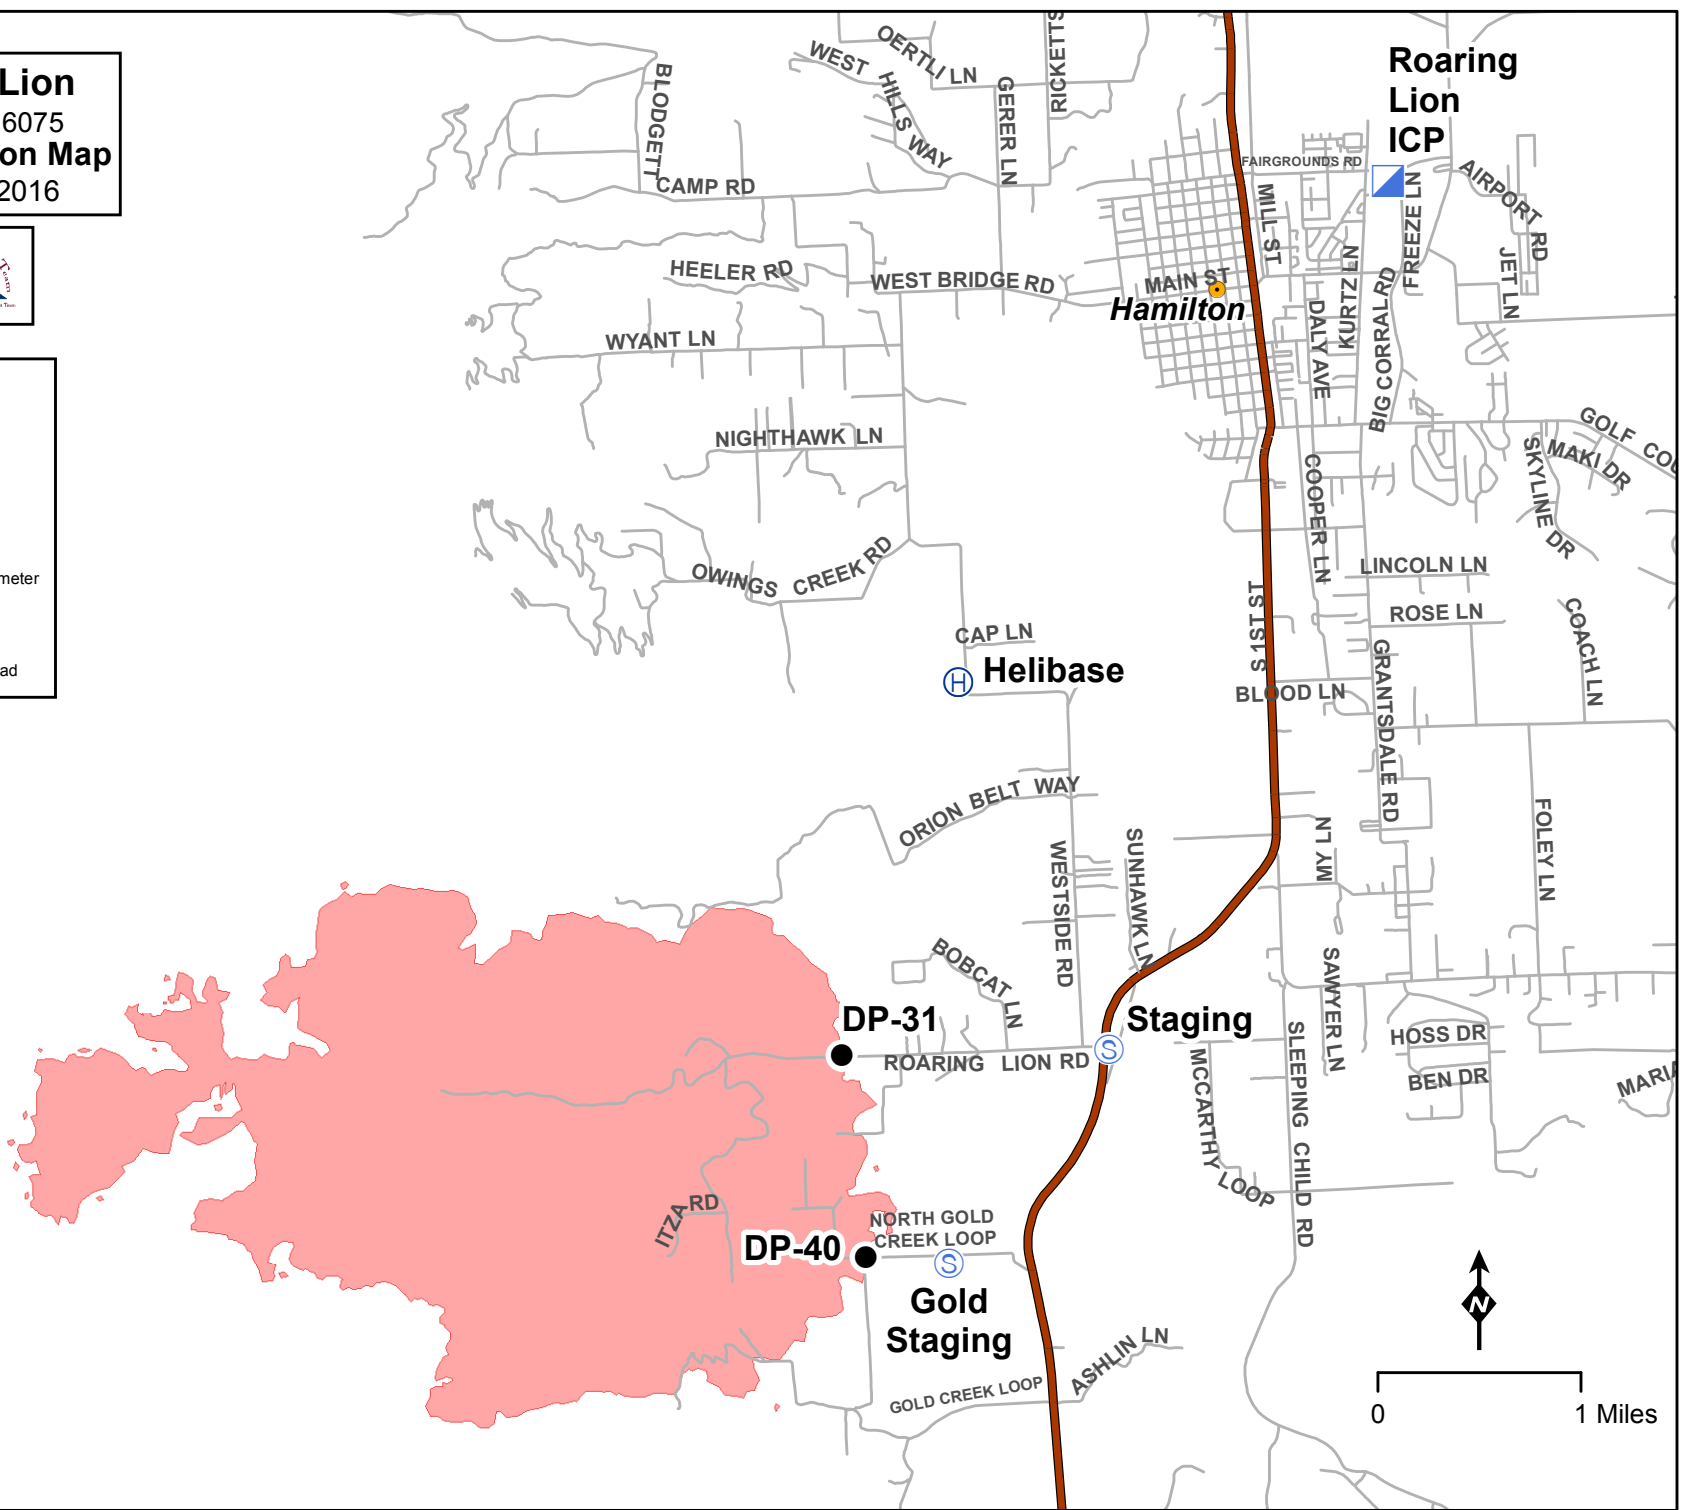 Lion
6075
on Map
2016
Team
meter
ad
Roaring
Lion
ICP
OERTLI LN
WEST HILLS WAY
RICKETTS
GERER LN
BLODGETT
CAMP RD
FAIRGROUNDS RD
AIRPORT RD
MILL ST
FREEZE LN
KURTZ LN
JET LN
HEELER RD
WEST BRIDGE RD
MAIN ST
Hamilton
DALY AVE
BIG CORRAL RD
WYANT LN
NIGHTHAWK LN
GOLF COU
MAKI DR
SKYLINE DR
COOPER LN
OWINGS CREEK RD
LINCOLN LN
ROSE LN
COACH LN
S 1ST ST
CAP LN
Helibase
H
BLOOD LN
GRANTSDALE RD
ORION BELT WAY
MY LN
FOLEY LN
SUNHAWK LN
WESTSIDE RD
BOBCAT LN
SAWYER LN
DP-31
Staging
S
ROARING LION RD
HOSS DR
BEN DR
MARIA
SLEEPING CHILD RD
MCCARTHY LOOP
ITZA RD
NORTH GOLD
CREEK LOOP
DP-40
S
Gold
Staging
ASHLIN LN
GOLD CREEK LOOP
N
0 1 Miles